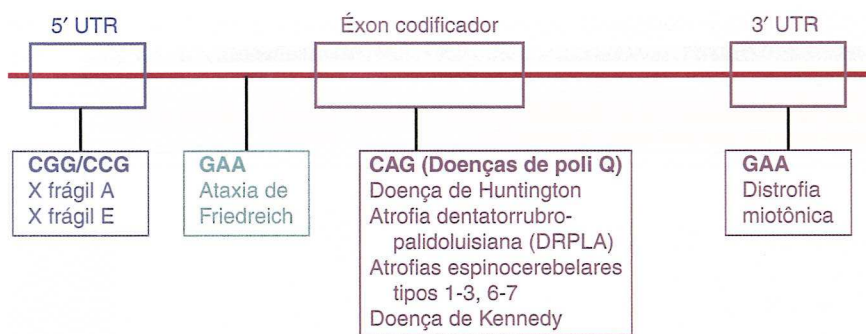 5′ UTR
Éxon codificador
3′ UTR
CGG/CCG
X frágil A
X frágil E
GAA
Ataxia de
Friedreich
CAG (Doenças de poli Q)
Doença de Huntington
Atrofia dentatorrubro-
palidoluisiana (DRPLA)
Atrofias espinocerebelares
tipos 1-3, 6-7
Doença de Kennedy
GAA
Distrofia
miotônica